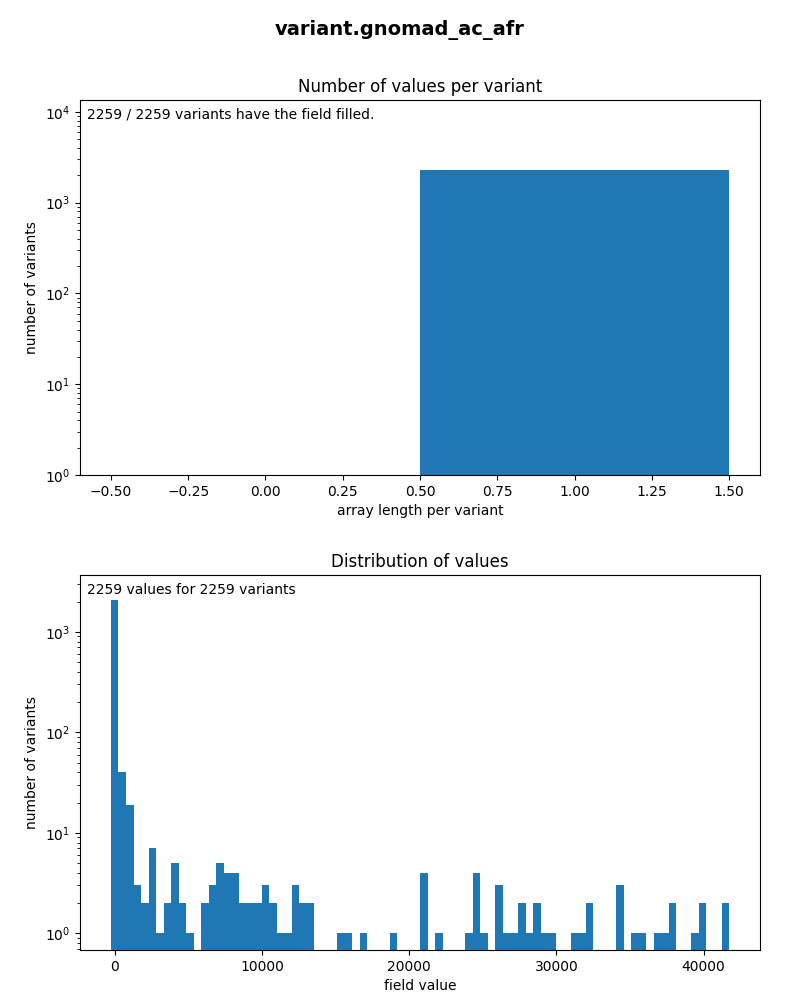 variant.gnomad_ac_afr
Number of values per variant
2259 / 2259 variants have the field filled.
10^4
10^3
10^2
10^1
10^0
number of variants
−0.50 −0.25 0.00 0.25 0.50 0.75 1.00 1.25 1.50
array length per variant
Distribution of values
2259 values for 2259 variants
10^3
10^2
10^1
10^0
number of variants
0 10000 20000 30000 40000
field value